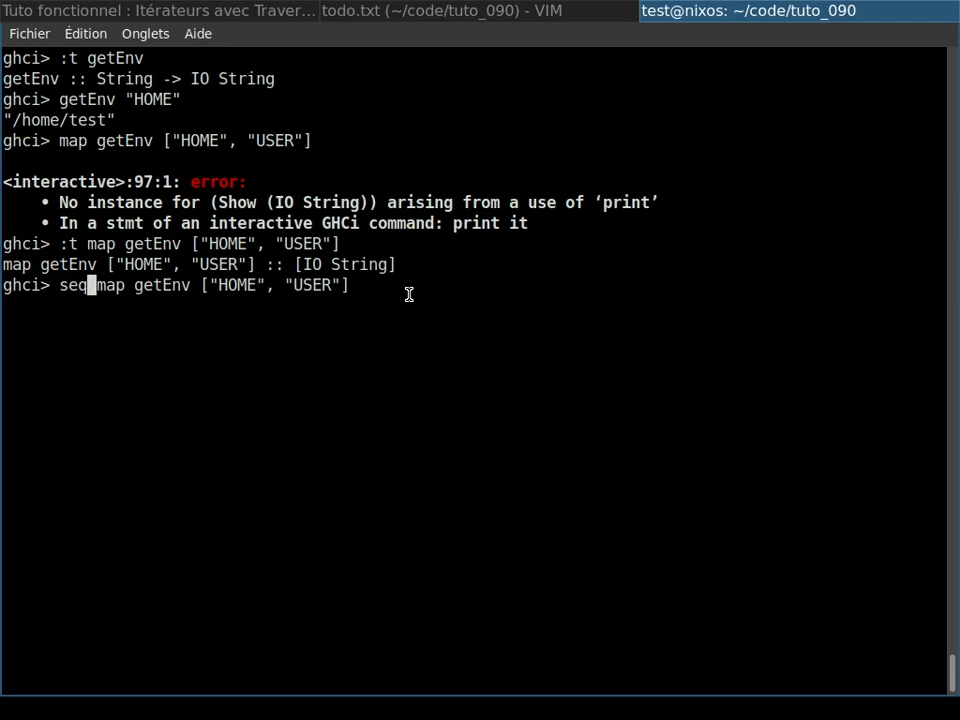 Tuto fonctionnel : Itérateurs avec Traver... todo.txt (~/code/tuto_090) - VIM test@nixos: ~/code/tuto_090
Fichier Édition Onglets Aide
ghci> :t getEnv
getEnv :: String -> IO String
ghci> getEnv "HOME"
"/home/test"
ghci> map getEnv ["HOME", "USER"]
<interactive>:97:1: error:
• No instance for (Show (IO String)) arising from a use of ‘print’
• In a stmt of an interactive GHCi command: print it
ghci> :t map getEnv ["HOME", "USER"]
map getEnv ["HOME", "USER"] :: [IO String]
ghci> seq map getEnv ["HOME", "USER"]